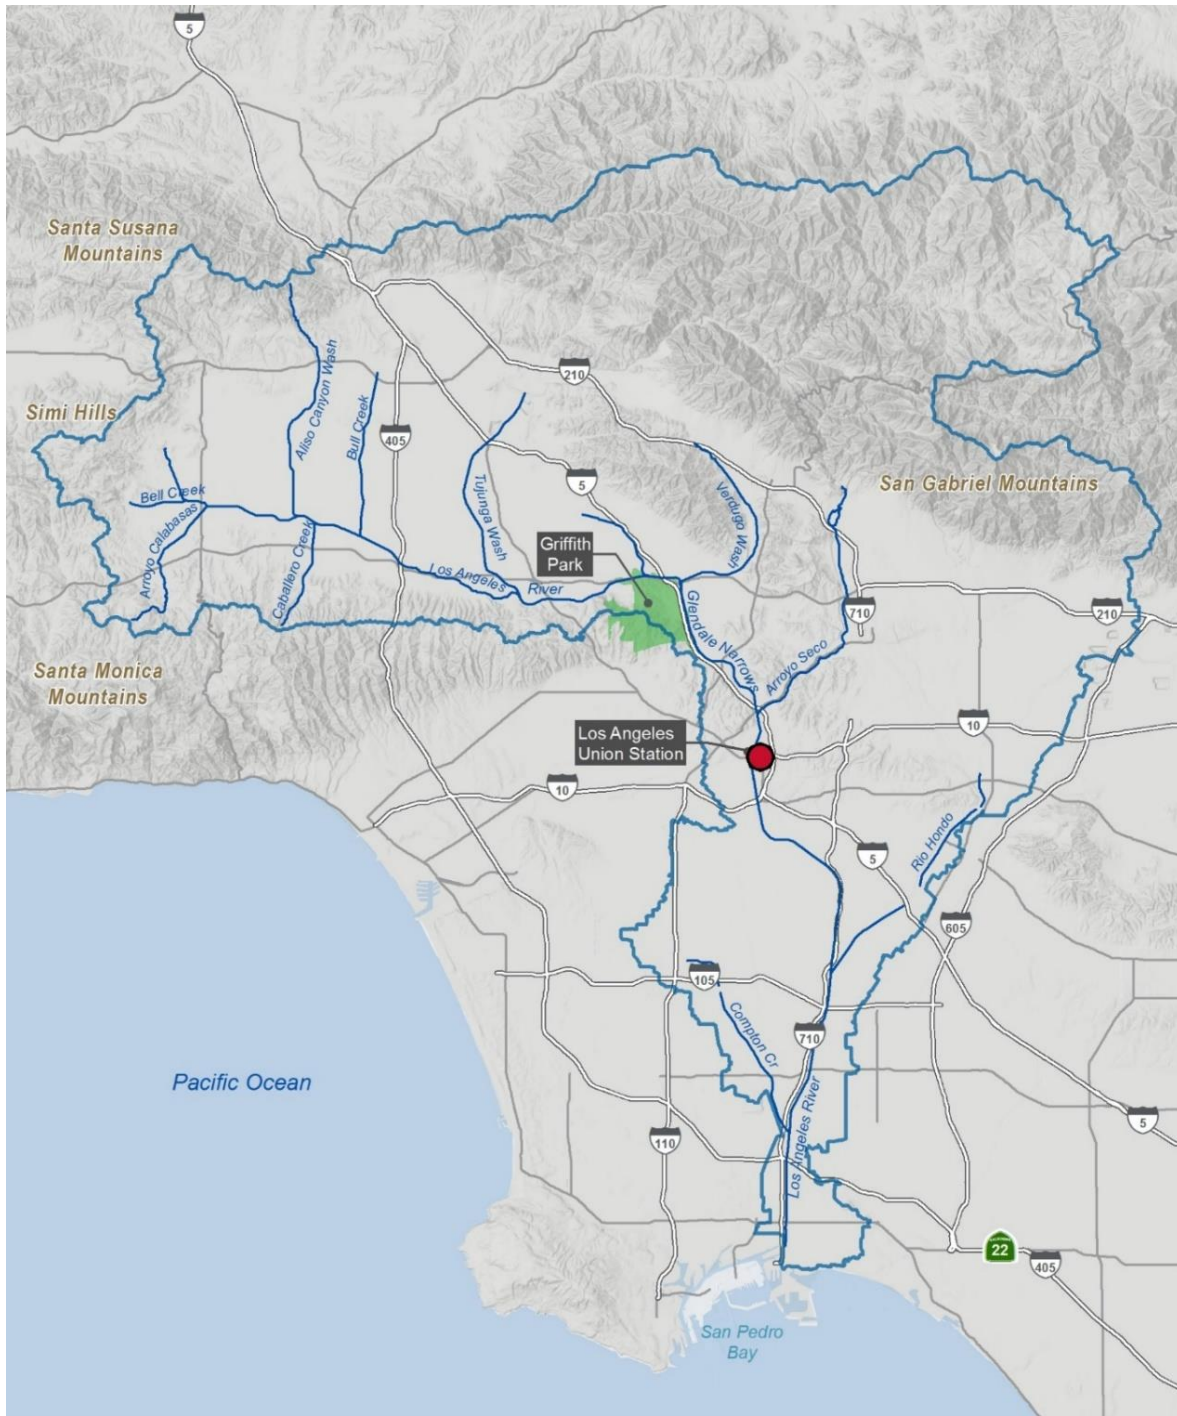 5
Santa Susana
Mountains
210
Aliso Canyon Wash
Bull Creek
Simi Hills
405
5
San Gabriel Mountains
Bell Creek
Tujunga Wash
Verdugo Wash
Arroyo Calabasas
Caballero Creek
Griffith
Park
Los Angeles
River
710
210
Glendale Narrows
Arroyo Seco
Santa Monica
Mountains
10
Los Angeles
Union Station
10
Rio Hondo
5
605
105
Compton Cr
710
Pacific Ocean
Los Angeles River
5
110
CALIFORNIA
22
405
San Pedro
Bay